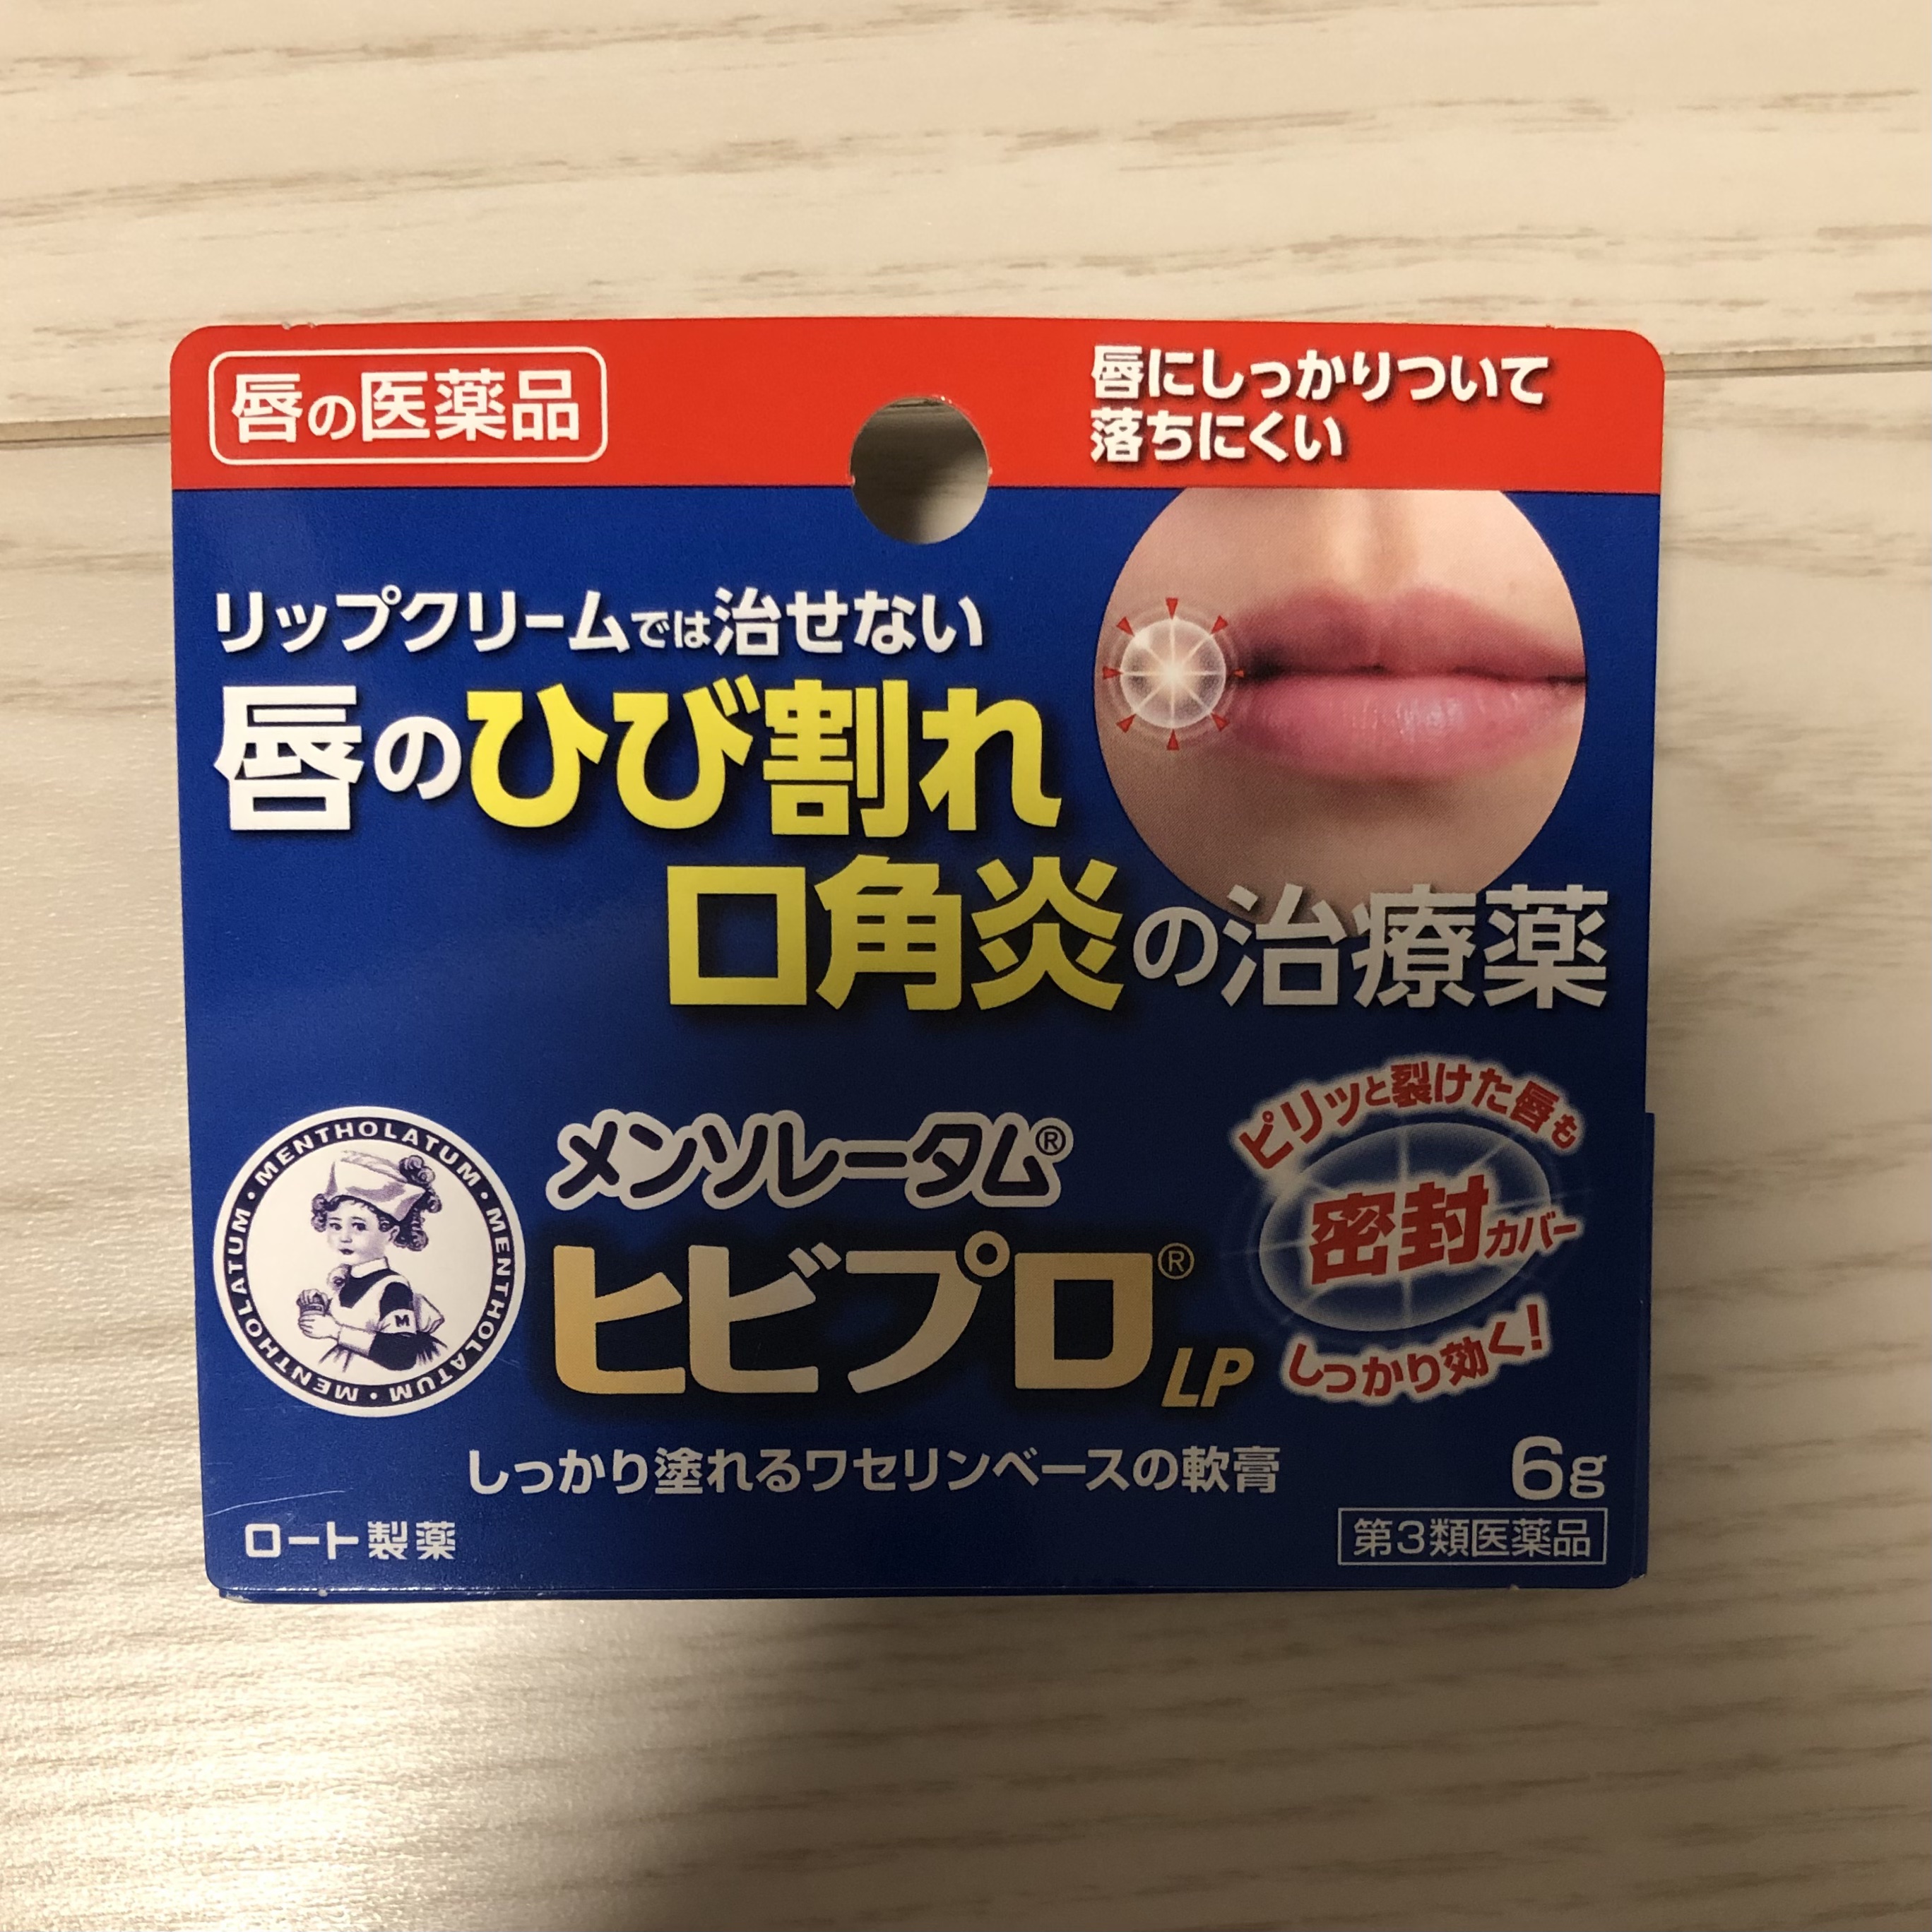 唇の医薬品
唇にしっかりついて
落ちにくい
リップクリームでは治せない
唇のひび割れ
口角炎の治療薬
MENTHOLATUM・MENTHOLATUM・MENTHOLATUM・
M
メンソレータム®
ヒビプロ®LP
ピリッと裂けた唇も
密封カバー
しっかり効く!
しっかり塗れるワセリンベースの軟膏
6g
ロート製薬
第3類医薬品